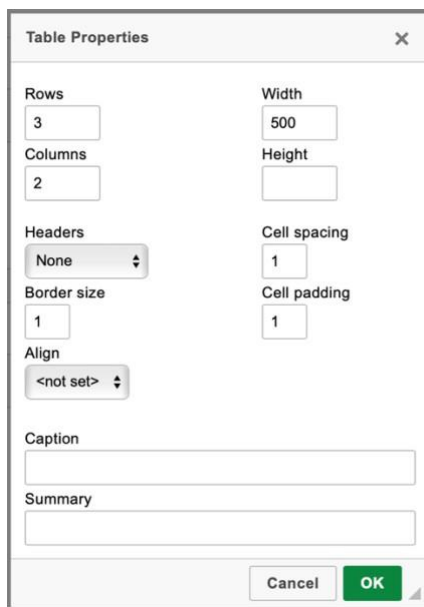 Table Properties ×
Rows Width
3 500
Columns Height
2
Headers Cell spacing
None 1
Border size Cell padding
1 1
Align
<not set>
Caption
Summary
Cancel OK